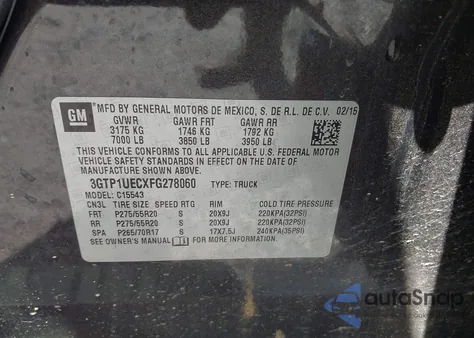 GM
MFD BY GENERAL MOTORS DE MEXICO, S. DE R.L. DE C.V. 02/15
GVWR GAWR FRT GAWR RR
3175 KG 1746 KG 1792 KG
7000 LB 3850 LB 3950 LB
THIS VEHICLE CONFORMS TO ALL APPLICABLE U.S. FEDERAL MOTOR
VEHICLE SAFETY STANDARDS IN EFFECT ON THE DATE OF
MANUFACTURE SHOWN ABOVE.
3GTP1UECXFG278060 TYPE: TRUCK
MODEL: C15543
CN3L TIRE SIZE SPEED RTG RIM COLD TIRE PRESSURE
FRT P275/55R20 S 20X9J 220KPA(32PSI)
RR P275/55R20 S 20X9J 220KPA(32PSI)
SPA P265/70R17 S 17X7.5J 240KPA(35PSI)
SEE OWNER'S MANUAL FOR MORE INFORMATION.
autoSnap